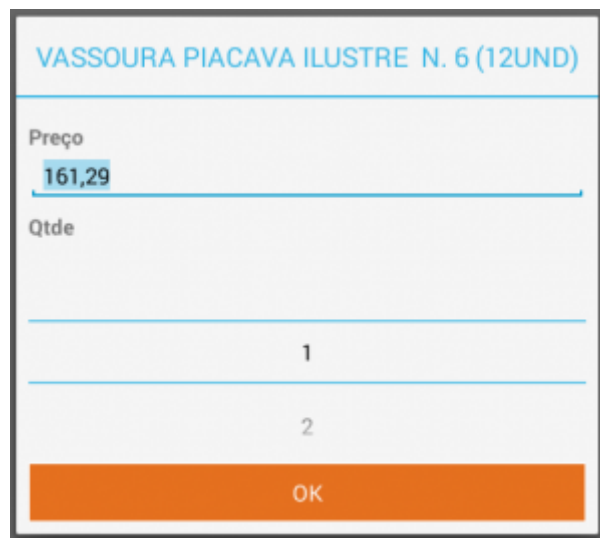 VASSOURA PIACAVA ILUSTRE N. 6 (12UND)
Preço
161,29
Qtde
1
2
OK